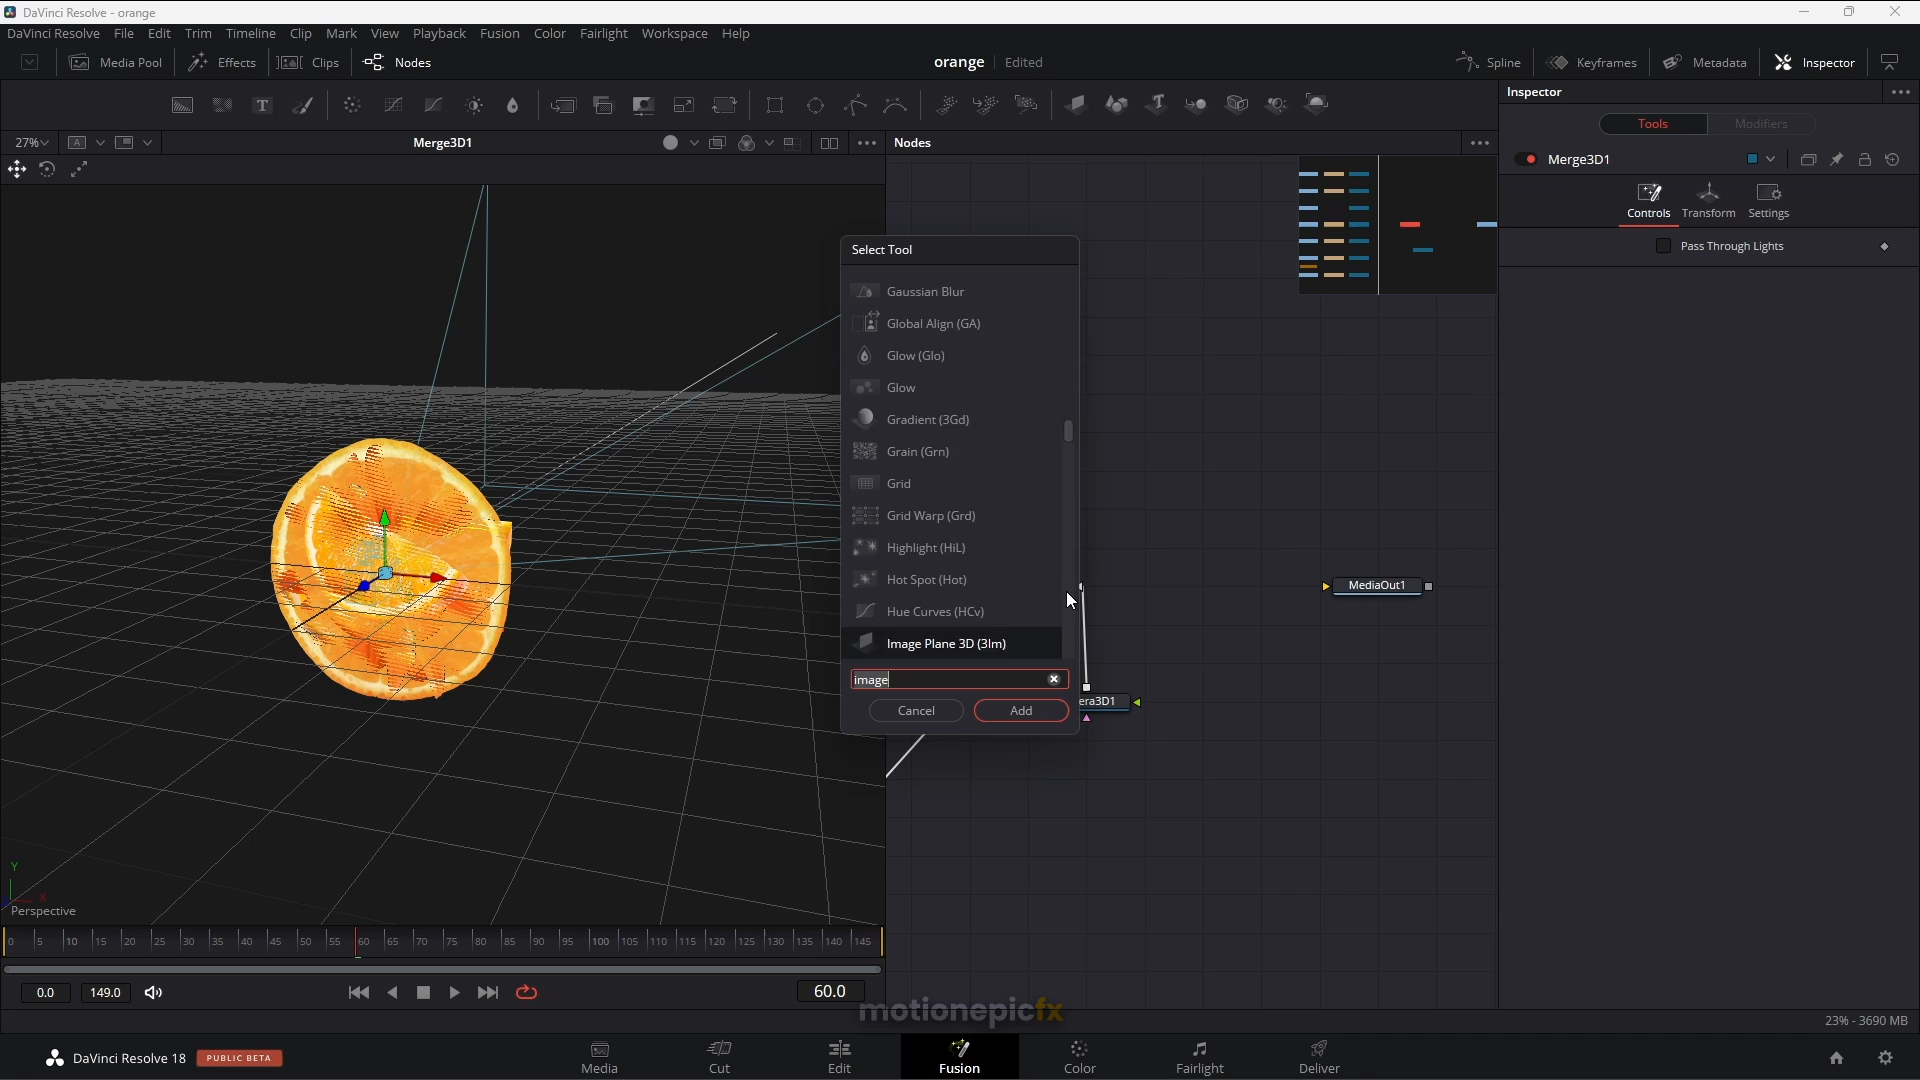 DaVinci Resolve - orange
DaVinci Resolve File Edit Trim Timeline Clip Mark View Playback Fusion Color Fairlight Workspace Help
Media Pool Effects Clips Nodes orange Edited Spline Keyframes Metadata Inspector
Inspector
Tools Modifiers
27% A Merge3D1 Nodes
Merge3D1
Controls Transform Settings
Pass Through Lights
Select Tool
Gaussian Blur
Global Align (GA)
Glow (Glo)
Glow
Gradient (3Gd)
Grain (Grn)
Grid
Grid Warp (Grd)
Highlight (HiL)
Hot Spot (Hot)
Hue Curves (HCv)
Image Plane 3D (3Im)
image
Cancel Add
MediaOut1
era3D1
Y
X
Perspective
0 5 10 15 20 25 30 35 40 45 50 55 60 65 70 75 80 85 90 95 100 105 110 115 120 125 130 135 140 145
0.0 149.0 60.0
motionepicfx
23% - 3690 MB
DaVinci Resolve 18 PUBLIC BETA
Media Cut Edit Fusion Color Fairlight Deliver